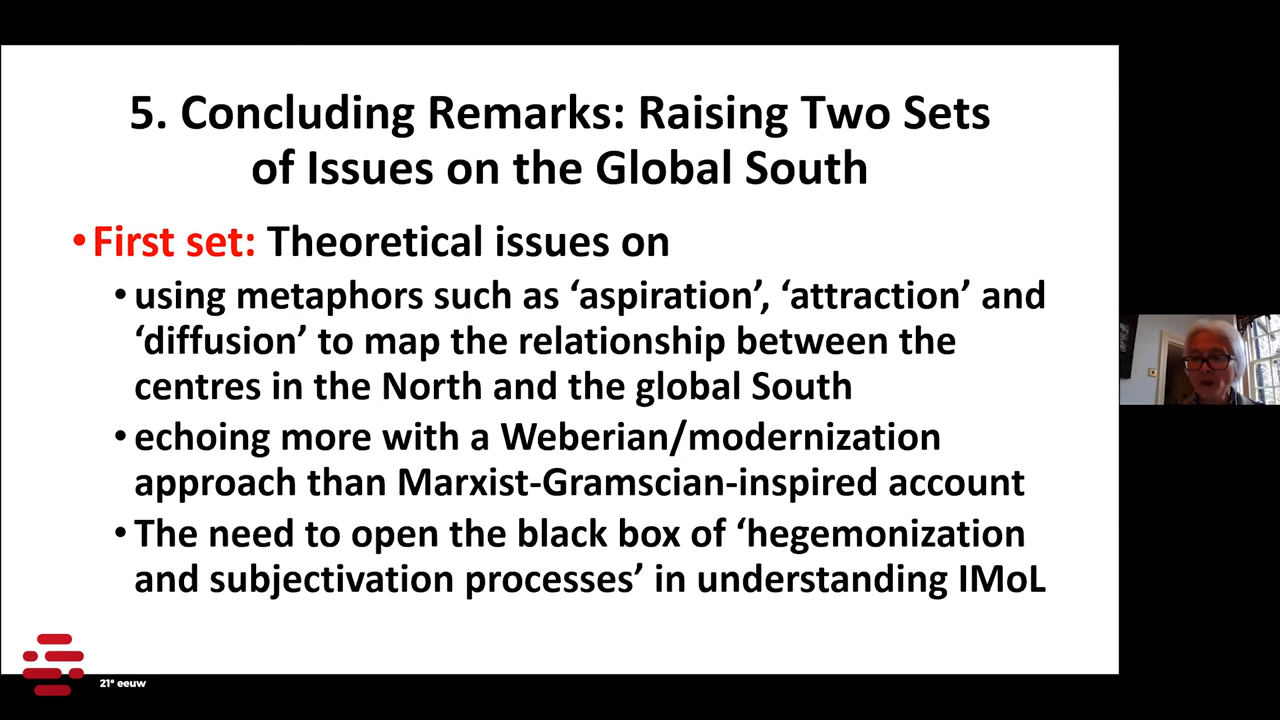 5. Concluding Remarks: Raising Two Sets
of Issues on the Global South
•First set: Theoretical issues on
•using metaphors such as ‘aspiration’, ‘attraction’ and
‘diffusion’ to map the relationship between the
centres in the North and the global South
•echoing more with a Weberian/modernization
approach than Marxist-Gramscian-inspired account
•The need to open the black box of ‘hegemonization
and subjectivation processes’ in understanding IMoL
21e eeuw